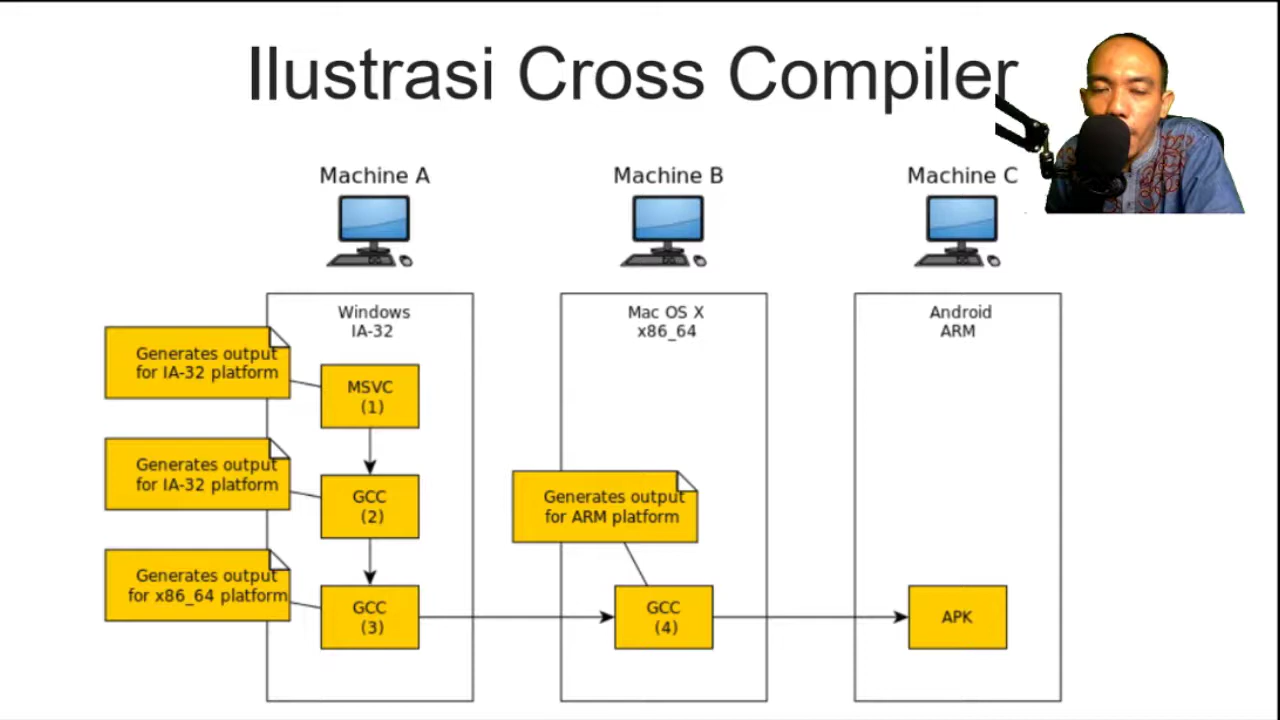 Ilustrasi Cross Compiler
Machine A
Machine B
Machine C
Windows
IA-32
Generates output
for IA-32 platform
MSVC
(1)
Generates output
for IA-32 platform
GCC
(2)
Generates output
for x86_64 platform
GCC
(3)
Mac OS X
x86_64
Generates output
for ARM platform
GCC
(4)
Android
ARM
APK